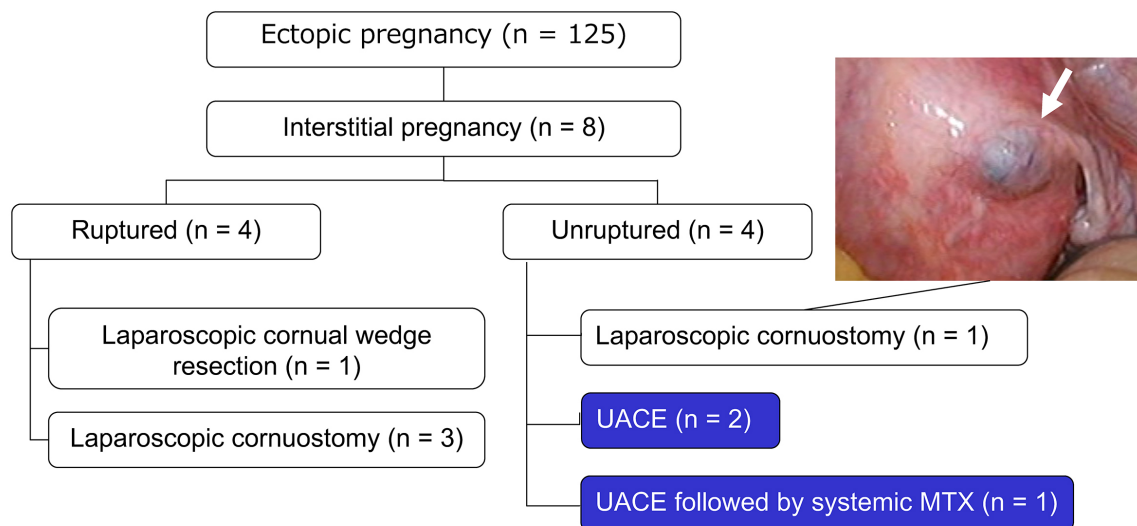 Ectopic pregnancy (n = 125)
Interstitial pregnancy (n = 8)
Ruptured (n = 4)
Unruptured (n = 4)
Laparoscopic cornual wedge
resection (n = 1)
Laparoscopic cornuostomy (n = 3)
Laparoscopic cornuostomy (n = 1)
UACE (n = 2)
UACE followed by systemic MTX (n = 1)